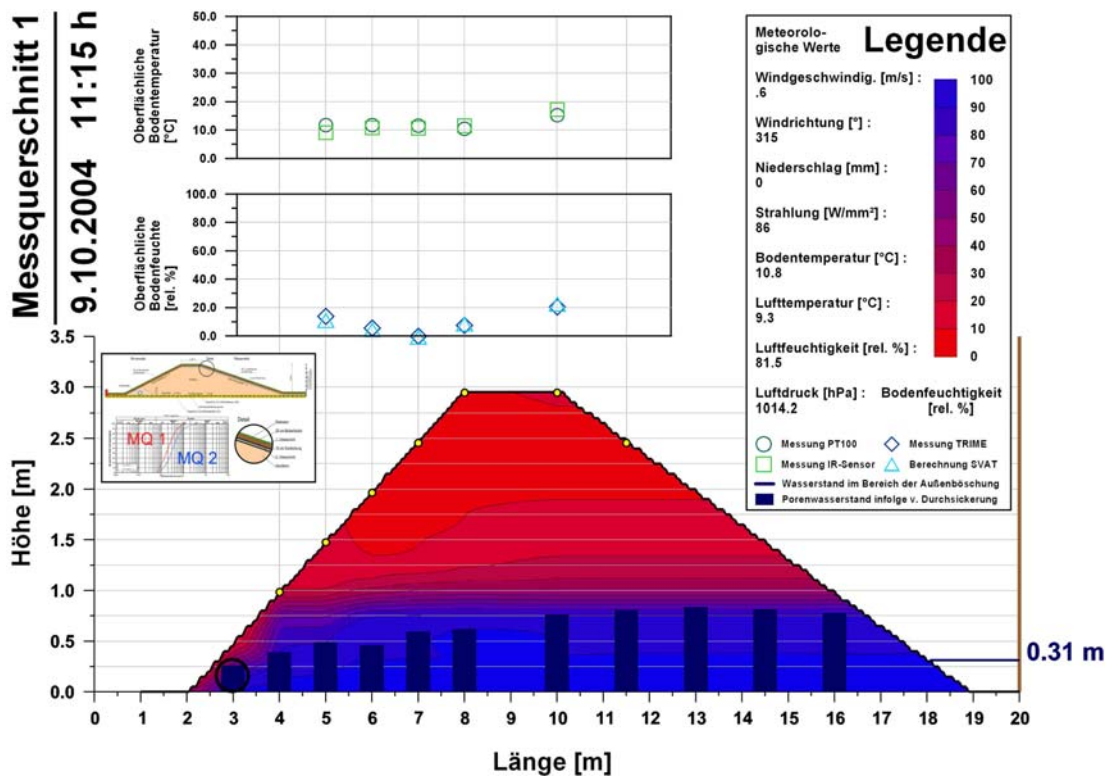 Messquerschnitt 1
9.10.2004 11:15 h
Oberflächliche
Bodentemperatur
[°C]
50.0
40.0
30.0
20.0
10.0
0.0
Oberflächliche
Bodenfeuchte
[rel. %]
100.0
80.0
60.0
40.0
20.0
0.0
Meteorolo-
gische Werte
Legende
Windgeschwindig. [m/s] :
.6
Windrichtung [°] :
315
Niederschlag [mm] :
0
Strahlung [W/mm²] :
86
Bodentemperatur [°C] :
10.8
Lufttemperatur [°C] :
9.3
Luftfeuchtigkeit [rel. %] :
81.5
Luftdruck [hPa] :
1014.2
100
90
80
70
60
50
40
30
20
10
0
Bodenfeuchtigkeit
[rel. %]
Messung PT100
Messung TRIME
Messung IR-Sensor
Berechnung SVAT
Wasserstand im Bereich der Außenböschung
Porenwasserstand infolge v. Durchsickerung
Detail
MQ 1
MQ 2
Höhe [m]
3.5
3.0
2.5
2.0
1.5
1.0
0.5
0.0
0.31 m
0 1 2 3 4 5 6 7 8 9 10 11 12 13 14 15 16 17 18 19 20
Länge [m]